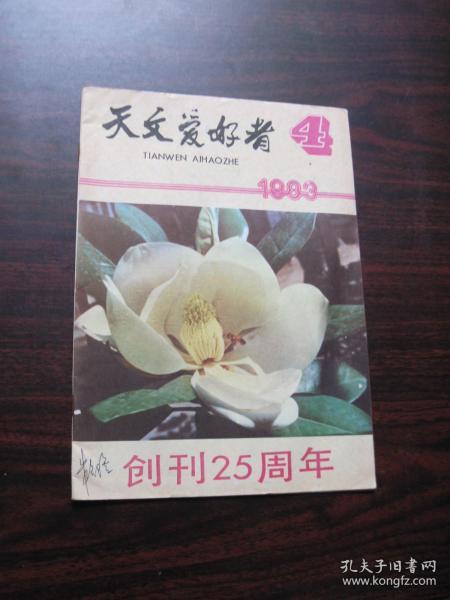 天文爱好者 4
TIANWEN AIHAOZHE
1983
创刊25周年
孔夫子旧书网
www.kongfz.com